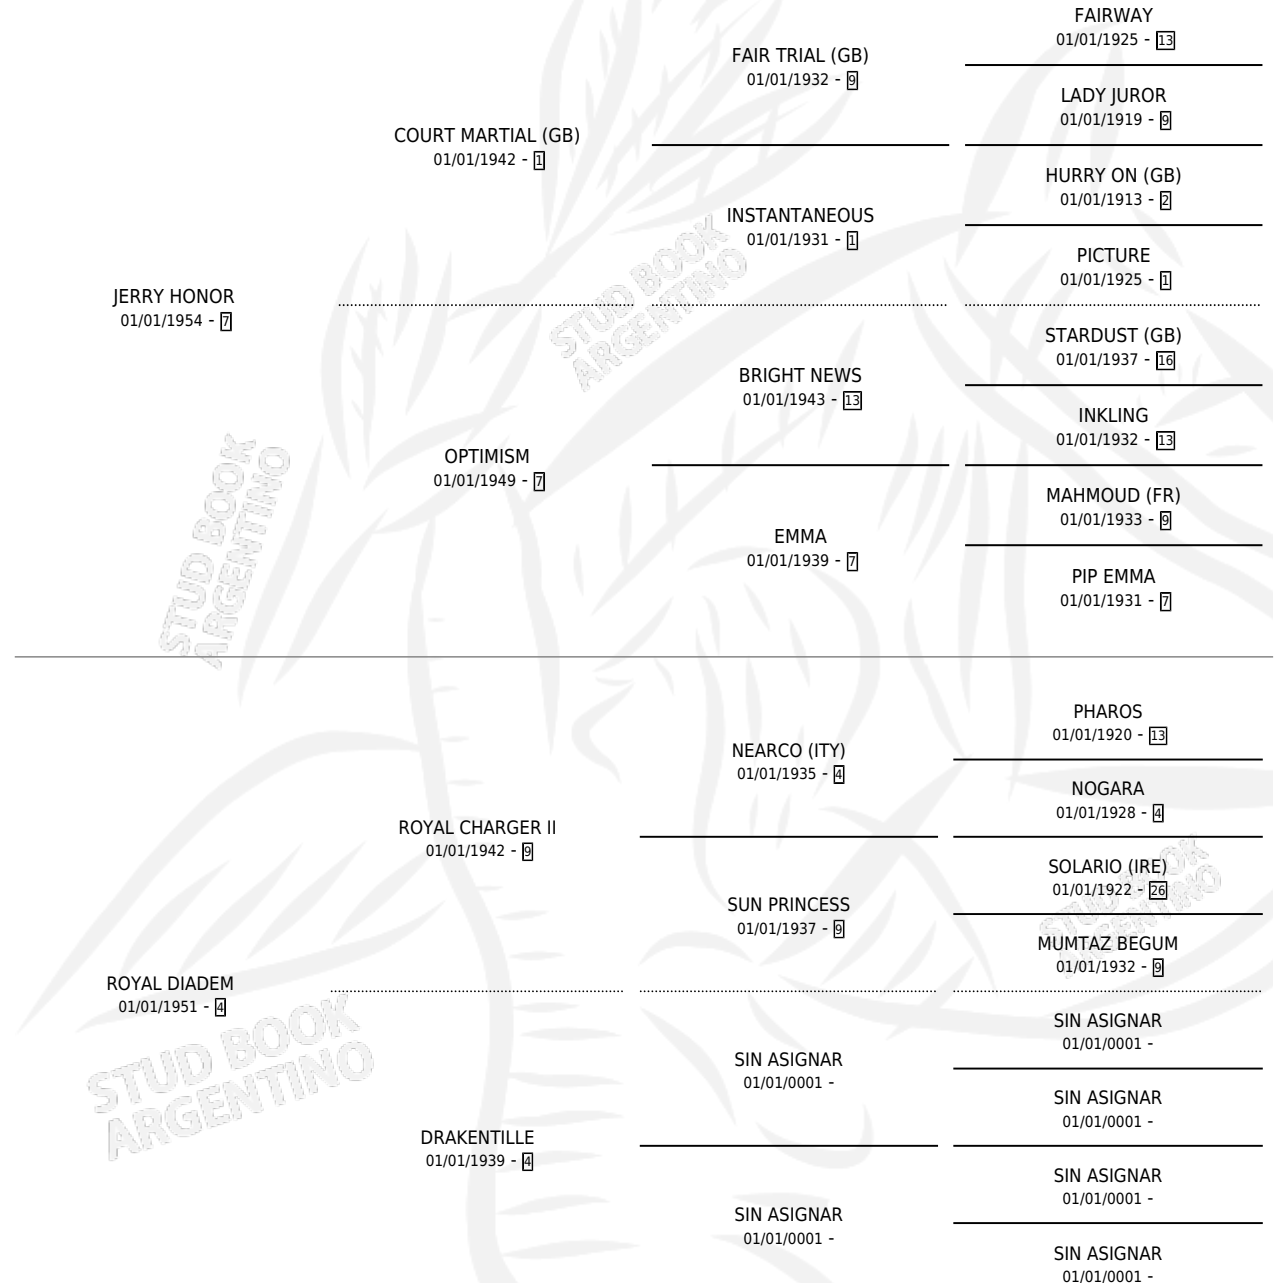 FAIRWAY
01/01/1925 - 13
FAIR TRIAL (GB)
01/01/1932 - 9
LADY JUROR
01/01/1919 - 9
COURT MARTIAL (GB)
01/01/1942 - 1
HURRY ON (GB)
01/01/1913 - 2
INSTANTANEOUS
01/01/1931 - 1
PICTURE
01/01/1925 - 1
JERRY HONOR
01/01/1954 - 7
STUD BOOK
ARGENTINO
STARDUST (GB)
01/01/1937 - 16
BRIGHT NEWS
01/01/1943 - 13
INKLING
01/01/1932 - 13
OPTIMISM
01/01/1949 - 7
MAHMOUD (FR)
01/01/1933 - 9
EMMA
01/01/1939 - 7
PIP EMMA
01/01/1931 - 7
STUD BOOK
ARGENTINO
PHAROS
01/01/1920 - 13
NEARCO (ITY)
01/01/1935 - 4
NOGARA
01/01/1928 - 4
ROYAL CHARGER II
01/01/1942 - 9
SOLARIO (IRE)
01/01/1922 - 26
SUN PRINCESS
01/01/1937 - 9
STUD BOOK
ARGENTINO
MUMTAZ BEGUM
01/01/1932 - 9
ROYAL DIADEM
01/01/1951 - 4
SIN ASIGNAR
01/01/0001 -
SIN ASIGNAR
01/01/0001 -
STUD BOOK
ARGENTINO
SIN ASIGNAR
01/01/0001 -
DRAKENTILLE
01/01/1939 - 4
SIN ASIGNAR
01/01/0001 -
SIN ASIGNAR
01/01/0001 -
SIN ASIGNAR
01/01/0001 -